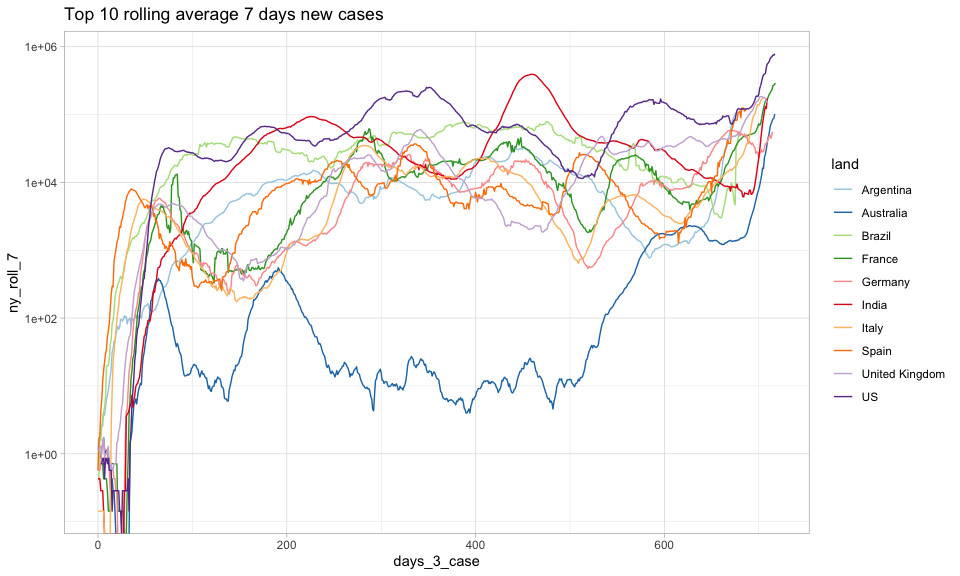 Top 10 rolling average 7 days new cases
ny_roll_7
1e+06
1e+04
1e+02
1e+00
0 200 400 600
days_3_case
land
Argentina
Australia
Brazil
France
Germany
India
Italy
Spain
United Kingdom
US